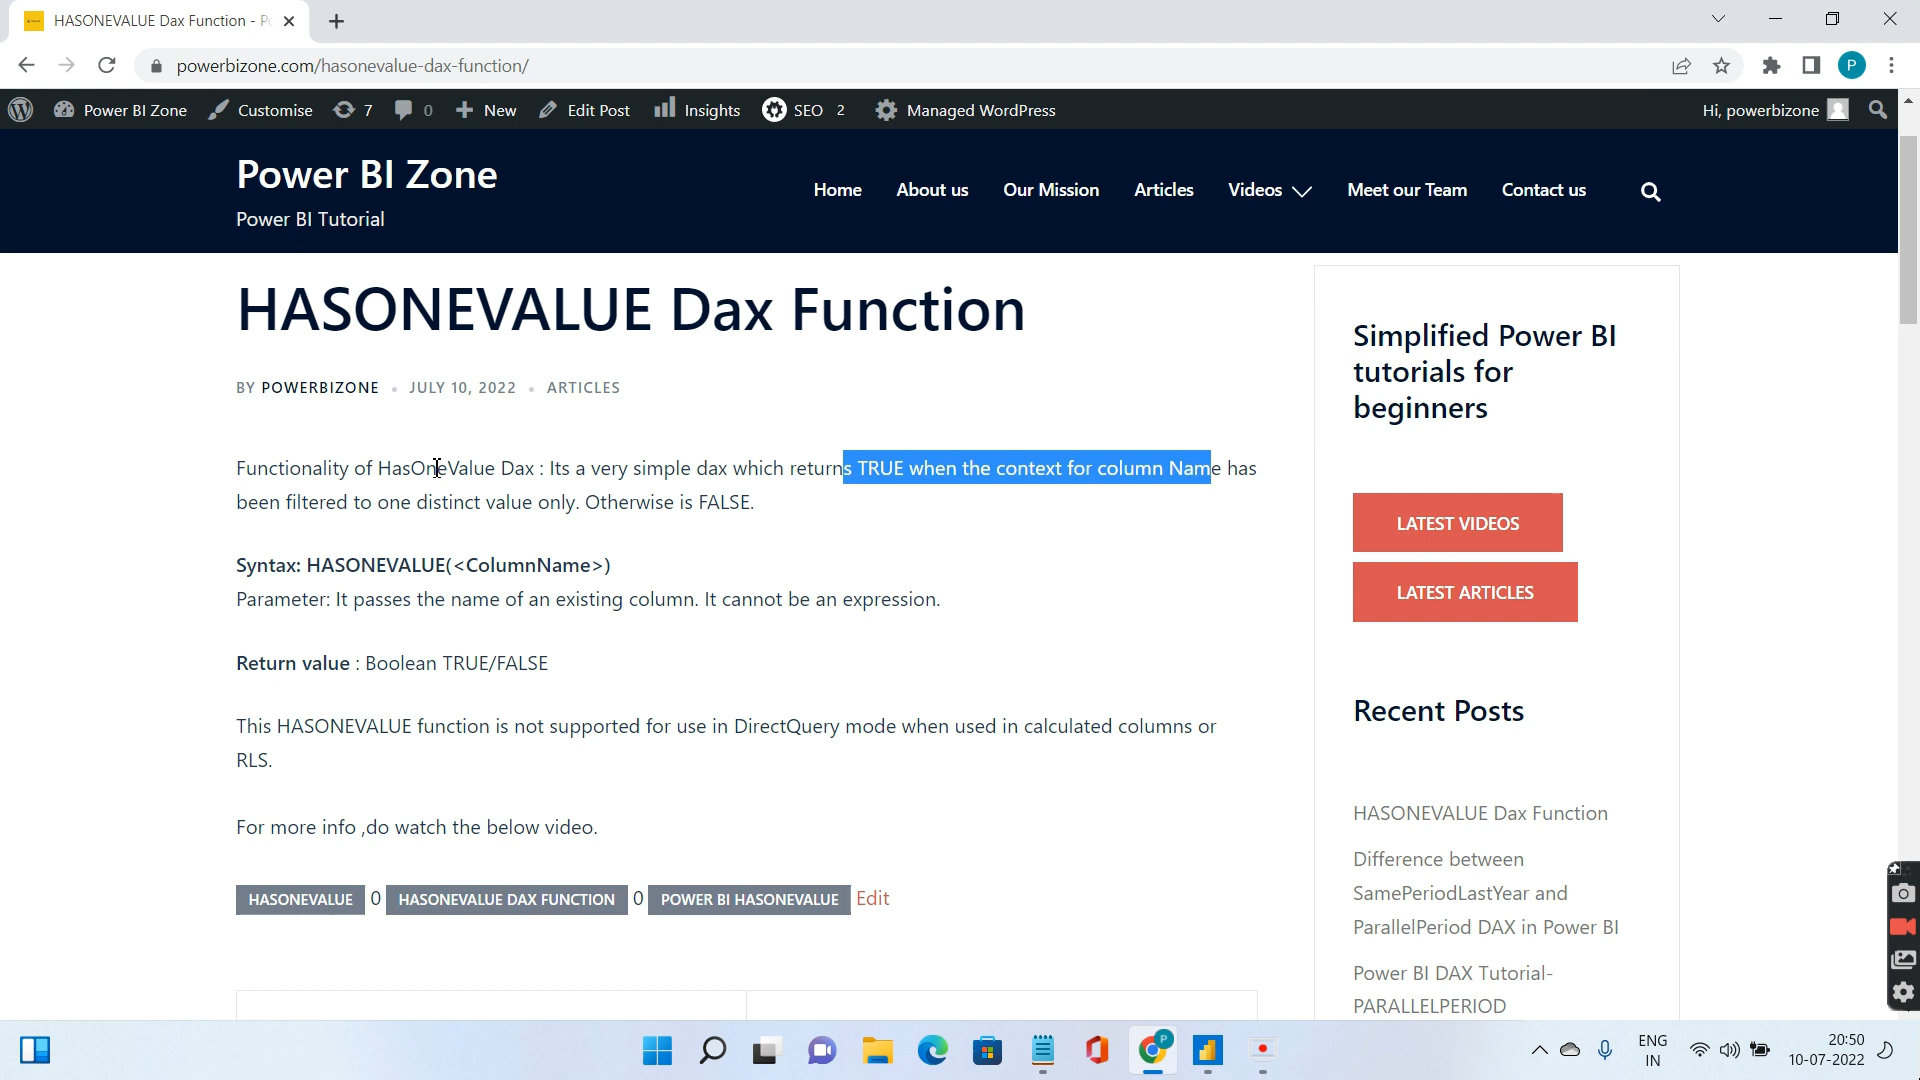 HASONEVALUE Dax Function - P
powerbizone.com/hasonevalue-dax-function/
Power BI Zone Customise 7 0 New Edit Post Insights SEO 2 Managed WordPress Hi, powerbizone
Power BI Zone
Power BI Tutorial
Home About us Our Mission Articles Videos Meet our Team Contact us
HASONEVALUE Dax Function
BY POWERBIZONE • JULY 10, 2022 • ARTICLES
Functionality of HasOneValue Dax : Its a very simple dax which returns TRUE when the context for column Name has
been filtered to one distinct value only. Otherwise is FALSE.
Syntax: HASONEVALUE(<ColumnName>)
Parameter: It passes the name of an existing column. It cannot be an expression.
Return value : Boolean TRUE/FALSE
This HASONEVALUE function is not supported for use in DirectQuery mode when used in calculated columns or
RLS.
For more info ,do watch the below video.
HASONEVALUE 0 HASONEVALUE DAX FUNCTION 0 POWER BI HASONEVALUE Edit
Simplified Power BI
tutorials for
beginners
LATEST VIDEOS
LATEST ARTICLES
Recent Posts
HASONEVALUE Dax Function
Difference between
SamePeriodLastYear and
ParallelPeriod DAX in Power BI
Power BI DAX Tutorial-
PARALLELPERIOD
ENG
IN
20:50
10-07-2022